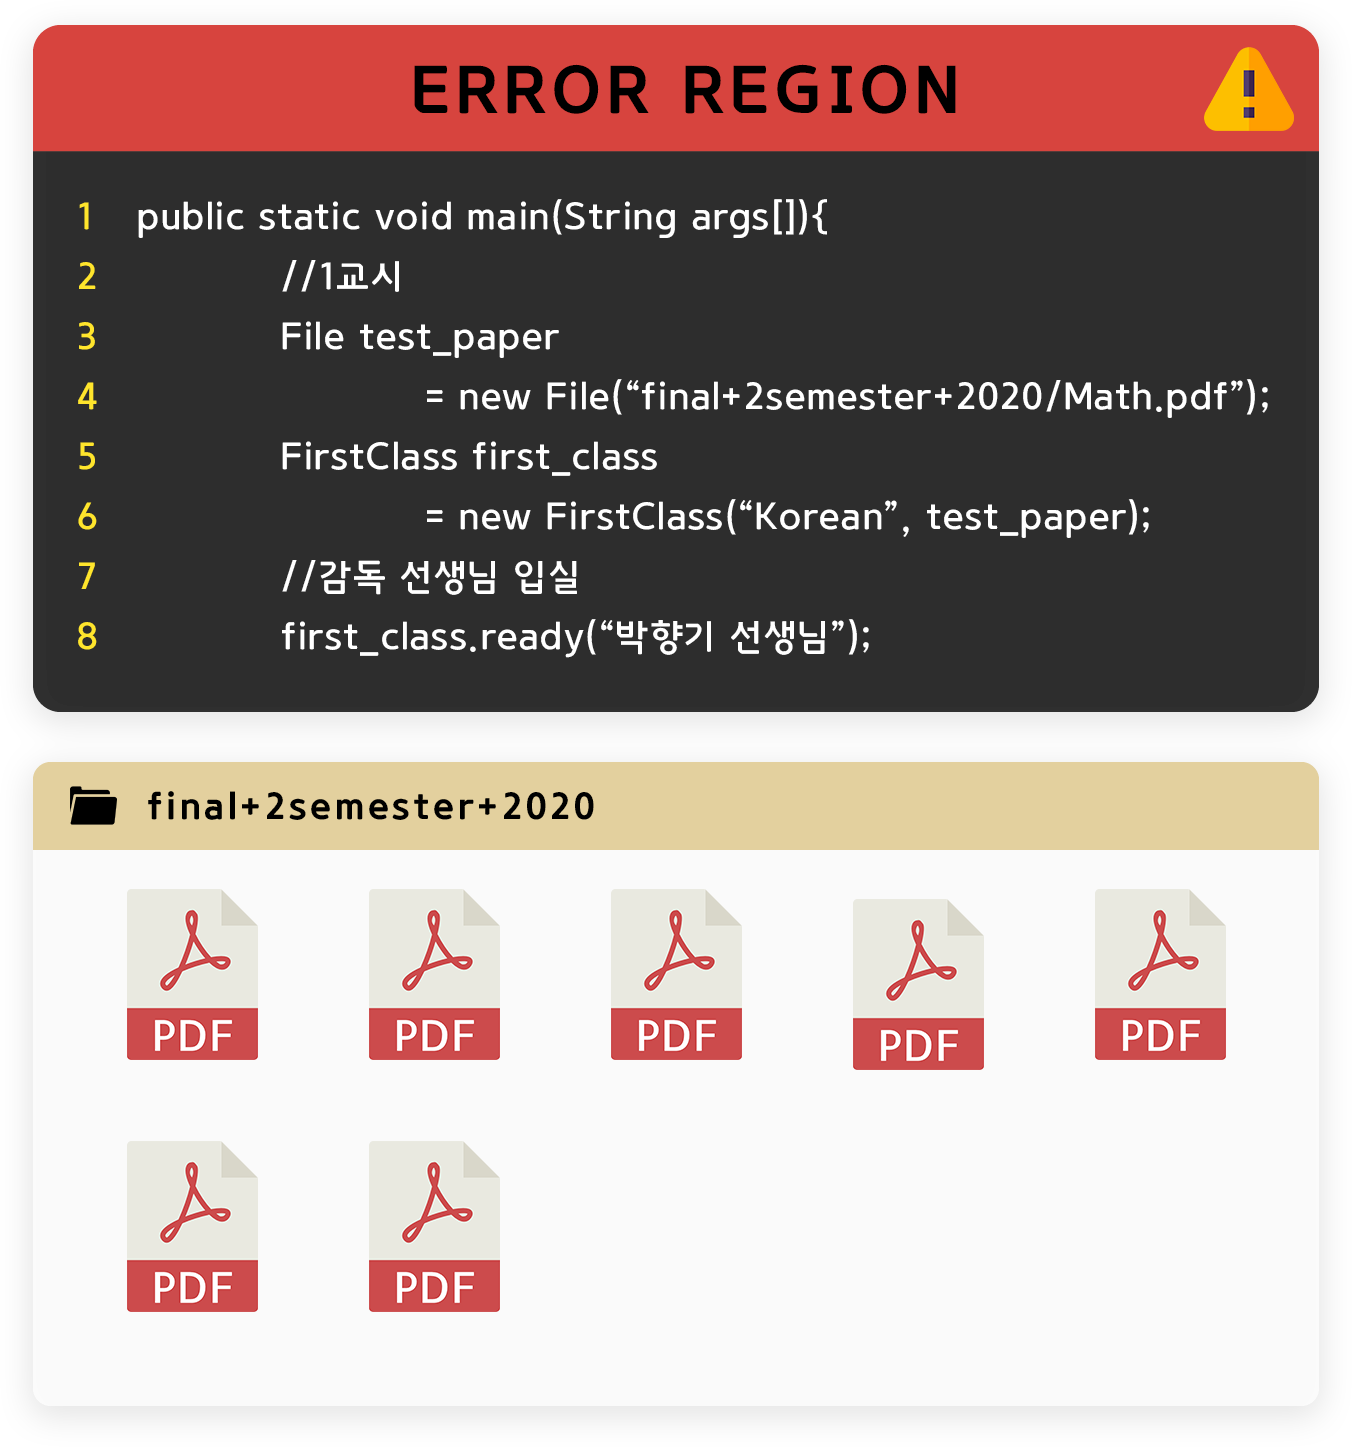 ERROR REGION
1 public static void main(String args[]){
2 //1교시
3 File test_paper
4 = new File(“final+2semester+2020/Math.pdf”);
5 FirstClass first_class
6 = new FirstClass(“Korean”, test_paper);
7 //감독 선생님 입실
8 first_class.ready(“박향기 선생님”);
final+2semester+2020
PDF PDF PDF PDF PDF
PDF PDF